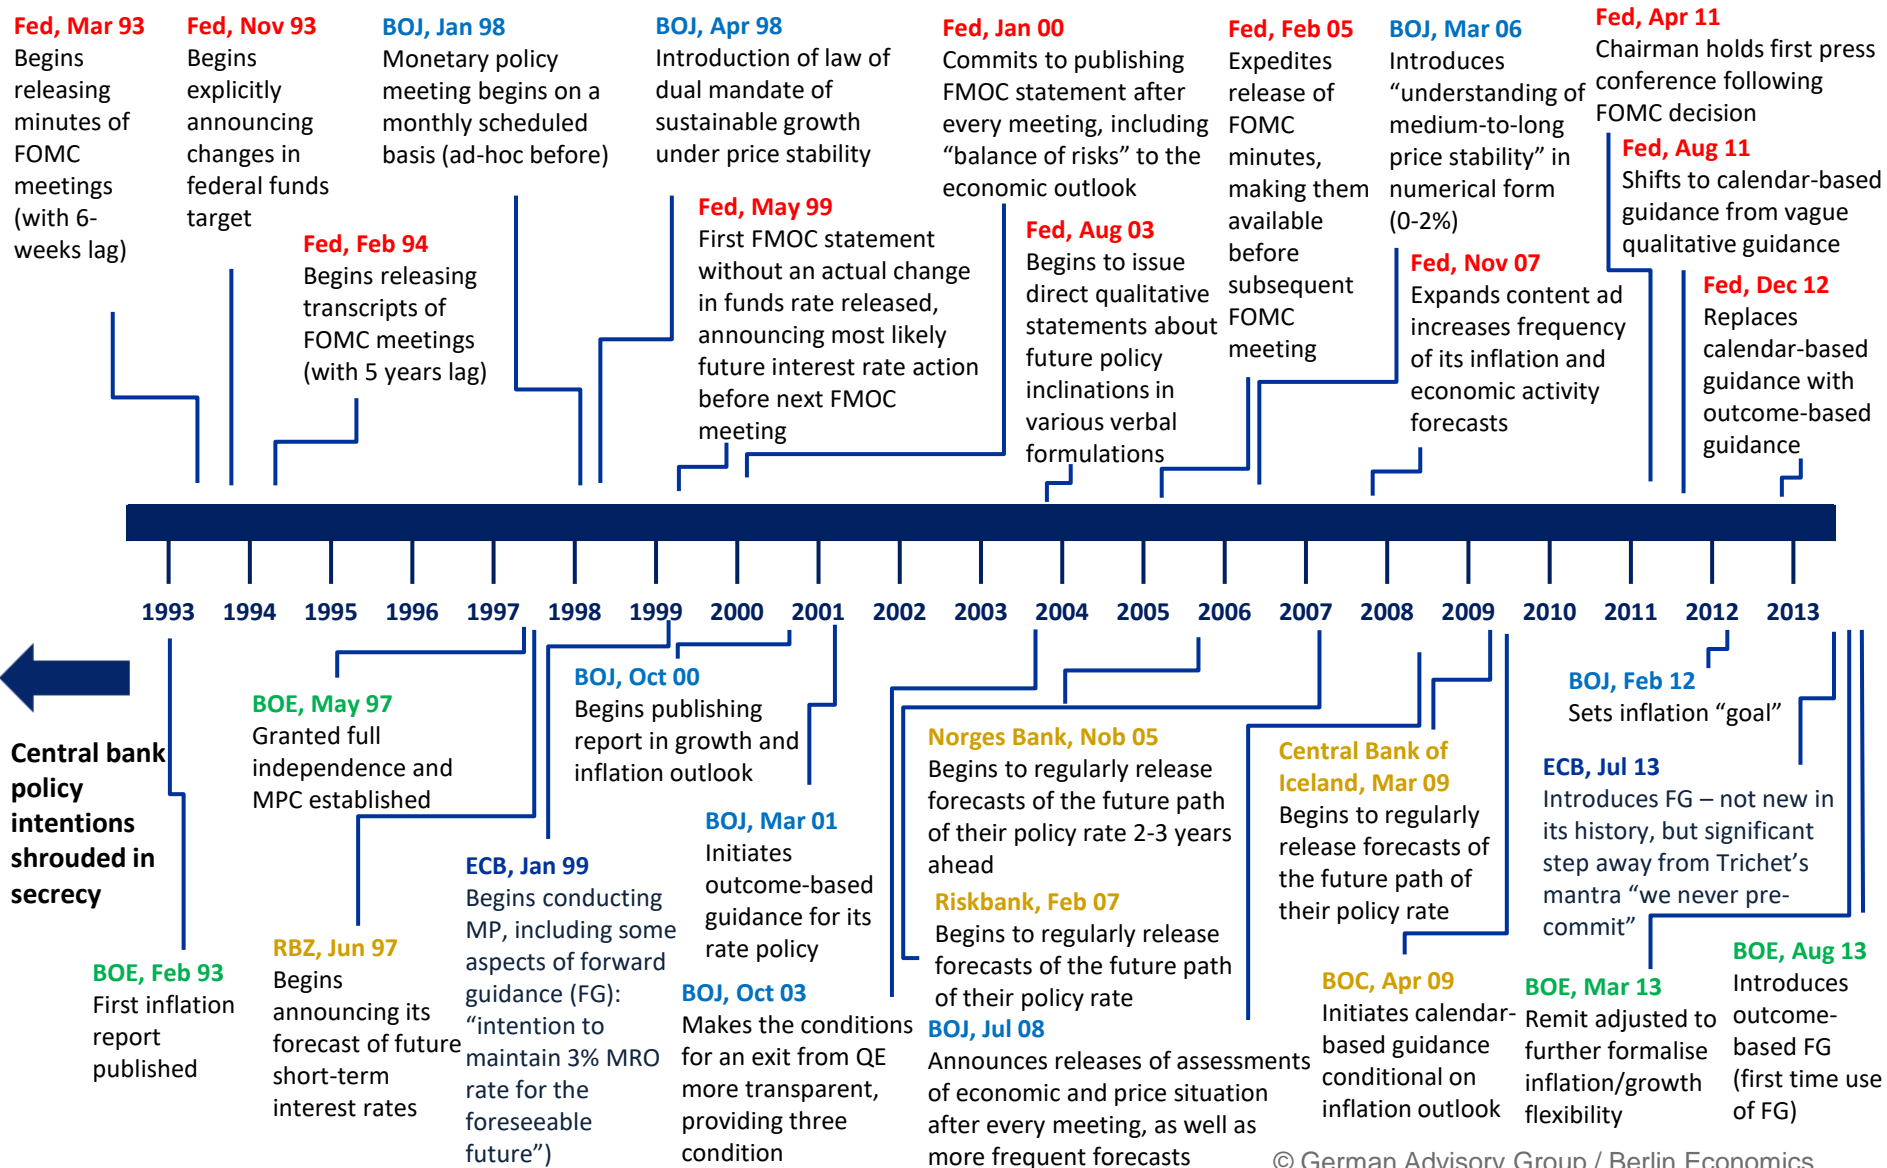 Fed, Mar 93
Begins
releasing
minutes of
FOMC
meetings
(with 6-
weeks lag)
Fed, Nov 93
Begins
explicitly
announcing
changes in
federal funds
target
Fed, Feb 94
Begins releasing
transcripts of
FOMC meetings
(with 5 years lag)
BOJ, Jan 98
Monetary policy
meeting begins on a
monthly scheduled
basis (ad-hoc before)
BOJ, Apr 98
Introduction of law of
dual mandate of
sustainable growth
under price stability
Fed, May 99
First FMOC statement
without an actual change
in funds rate released,
announcing most likely
future interest rate action
before next FMOC
meeting
Fed, Jan 00
Commits to publishing
FMOC statement after
every meeting, including
“balance of risks” to the
economic outlook
Fed, Aug 03
Begins to issue
direct qualitative
statements about
future policy
inclinations in
various verbal
formulations
Fed, Feb 05
Expedites
release of
FOMC
minutes,
making them
available
before
subsequent
FOMC
meeting
BOJ, Mar 06
Introduces
“understanding of
medium-to-long
price stability” in
numerical form
(0-2%)
Fed, Nov 07
Expands content ad
increases frequency
of its inflation and
economic activity
forecasts
Fed, Apr 11
Chairman holds first press
conference following
FOMC decision
Fed, Aug 11
Shifts to calendar-based
guidance from vague
qualitative guidance
Fed, Dec 12
Replaces
calendar-based
guidance with
outcome-based
guidance
1993 1994 1995 1996 1997 1998 1999 2000 2001 2002 2003 2004 2005 2006 2007 2008 2009 2010 2011 2012 2013
Central bank
policy
intentions
shrouded in
secrecy
BOE, Feb 93
First inflation
report
published
BOE, May 97
Granted full
independence and
MPC established
RBZ, Jun 97
Begins
announcing its
forecast of future
short-term
interest rates
ECB, Jan 99
Begins conducting
MP, including some
aspects of forward
guidance (FG):
“intention to
maintain 3% MRO
rate for the
foreseeable
future”)
BOJ, Oct 00
Begins publishing
report in growth and
inflation outlook
BOJ, Mar 01
Initiates
outcome-based
guidance for its
rate policy
BOJ, Oct 03
Makes the conditions
for an exit from QE
more transparent,
providing three
condition
Norges Bank, Nob 05
Begins to regularly release
forecasts of the future path
of their policy rate 2-3 years
ahead
Riskbank, Feb 07
Begins to regularly release
forecasts of the future path
of their policy rate
BOJ, Jul 08
Announces releases of assessments
of economic and price situation
after every meeting, as well as
more frequent forecasts
Central Bank of
Iceland, Mar 09
Begins to regularly
release forecasts of
the future path of
their policy rate
BOC, Apr 09
Initiates calendar-
based guidance
conditional on
inflation outlook
BOJ, Feb 12
Sets inflation “goal”
ECB, Jul 13
Introduces FG – not new in
its history, but significant
step away from Trichet’s
mantra “we never pre-
commit”
BOE, Mar 13
Remit adjusted to
further formalise
inflation/growth
flexibility
BOE, Aug 13
Introduces
outcome-
based FG
(first time use
of FG)
© German Advisory Group / Berlin Economics